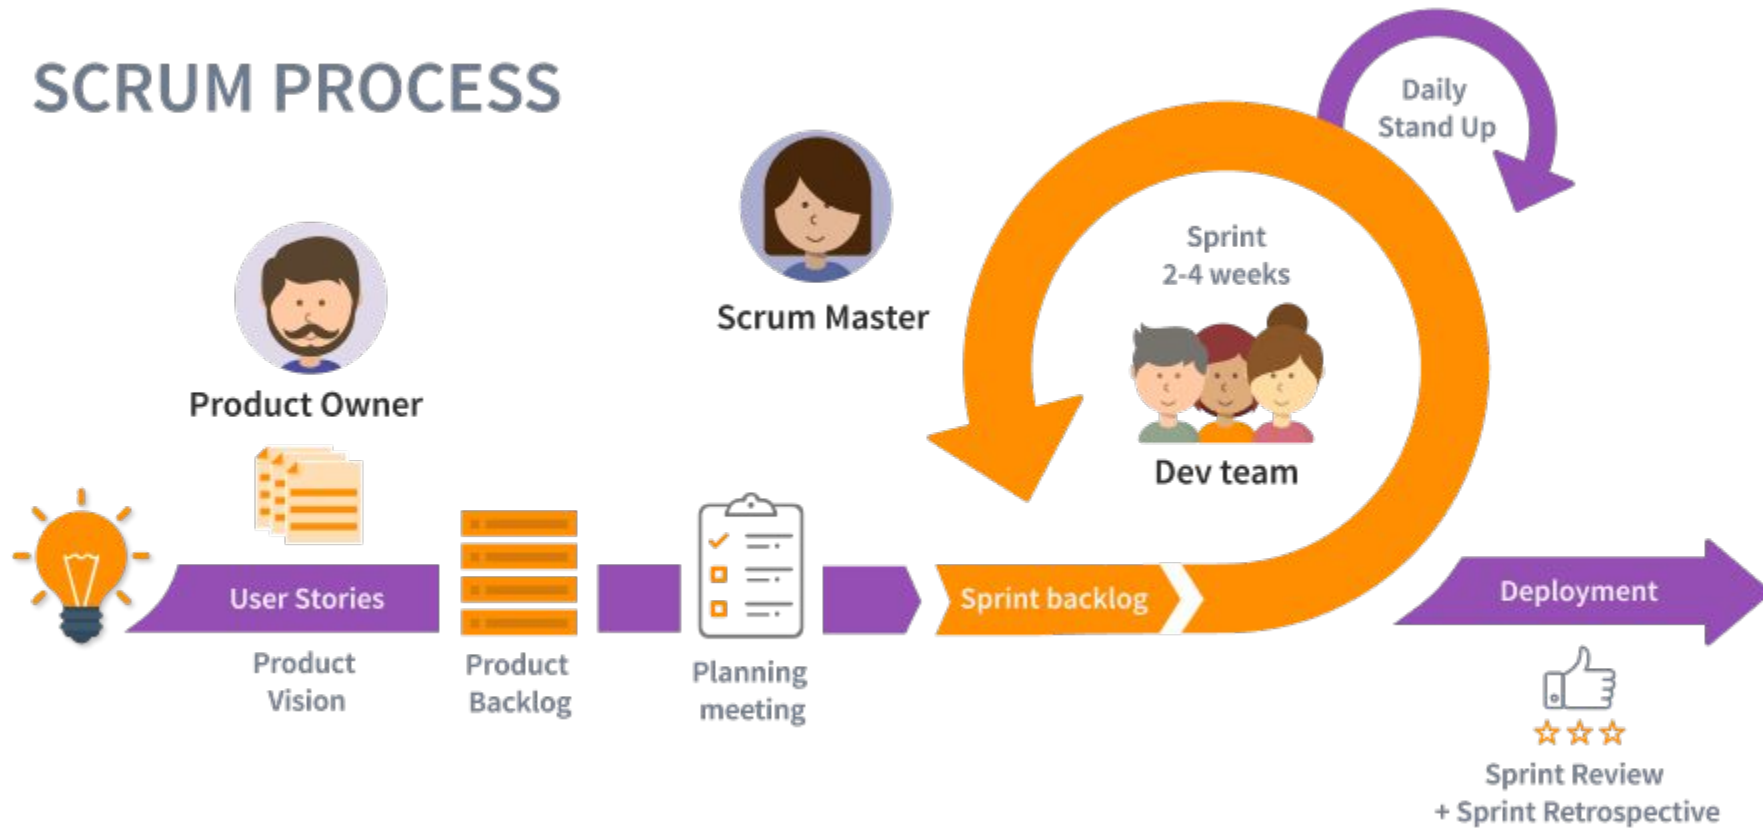 SCRUM PROCESS
Daily
Stand Up
Sprint
2-4 weeks
Scrum Master
Product Owner
Dev team
User Stories
Sprint backlog
Deployment
Product
Vision
Product
Backlog
Planning
meeting
Sprint Review
+ Sprint Retrospective